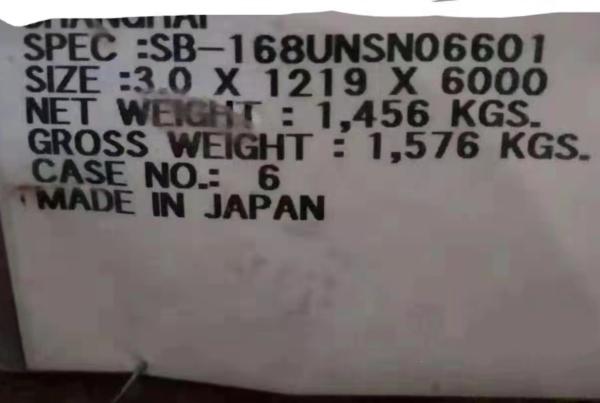 SHANGHAI
SPEC :SB-168UNSN06601
SIZE :3.0 X 1219 X 6000
NET WEIGHT : 1,456 KGS.
GROSS WEIGHT : 1,576 KGS.
CASE NO.: 6
MADE IN JAPAN